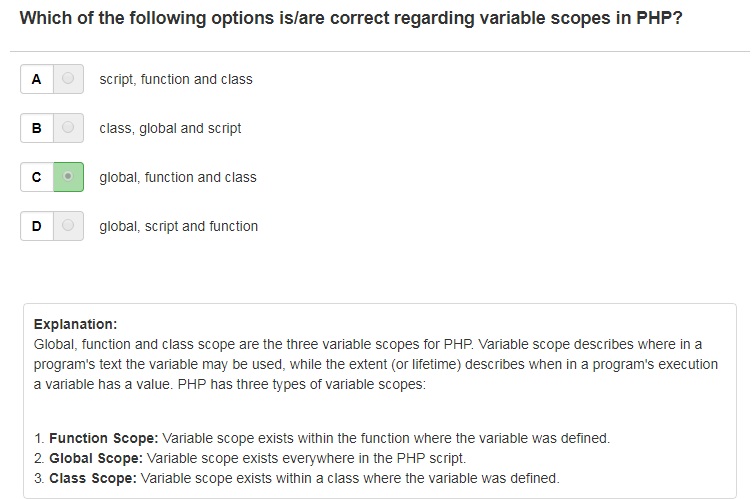 Which of the following options is/are correct regarding variable scopes in PHP?
A script, function and class
B class, global and script
C global, function and class
D global, script and function
Explanation:
Global, function and class scope are the three variable scopes for PHP. Variable scope describes where in a
program's text the variable may be used, while the extent (or lifetime) describes when in a program's execution
a variable has a value. PHP has three types of variable scopes:
1. Function Scope: Variable scope exists within the function where the variable was defined.
2. Global Scope: Variable scope exists everywhere in the PHP script.
3. Class Scope: Variable scope exists within a class where the variable was defined.